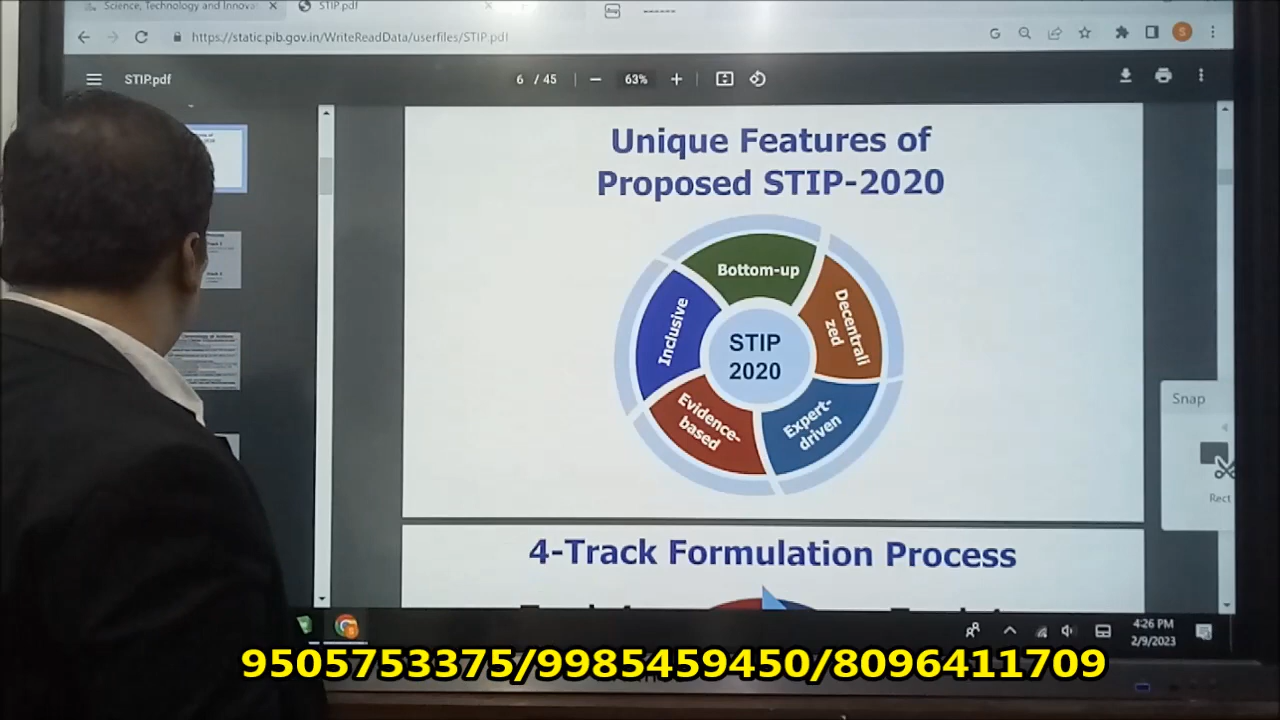 Science, Technology and Innova
STIP.pdf
https://static.pib.gov.in/WriteReadData/userfiles/STIP.pdf
S
STIP.pdf
6 / 45
63%
Unique Features of
Proposed STIP-2020
Bottom-up
Decentrali
zed
Inclusive
STIP
2020
Evidence-
based
Expert-
driven
Snap
Rect
4-Track Formulation Process
4:26 PM
2/9/2023
9505753375/9985459450/8096411709